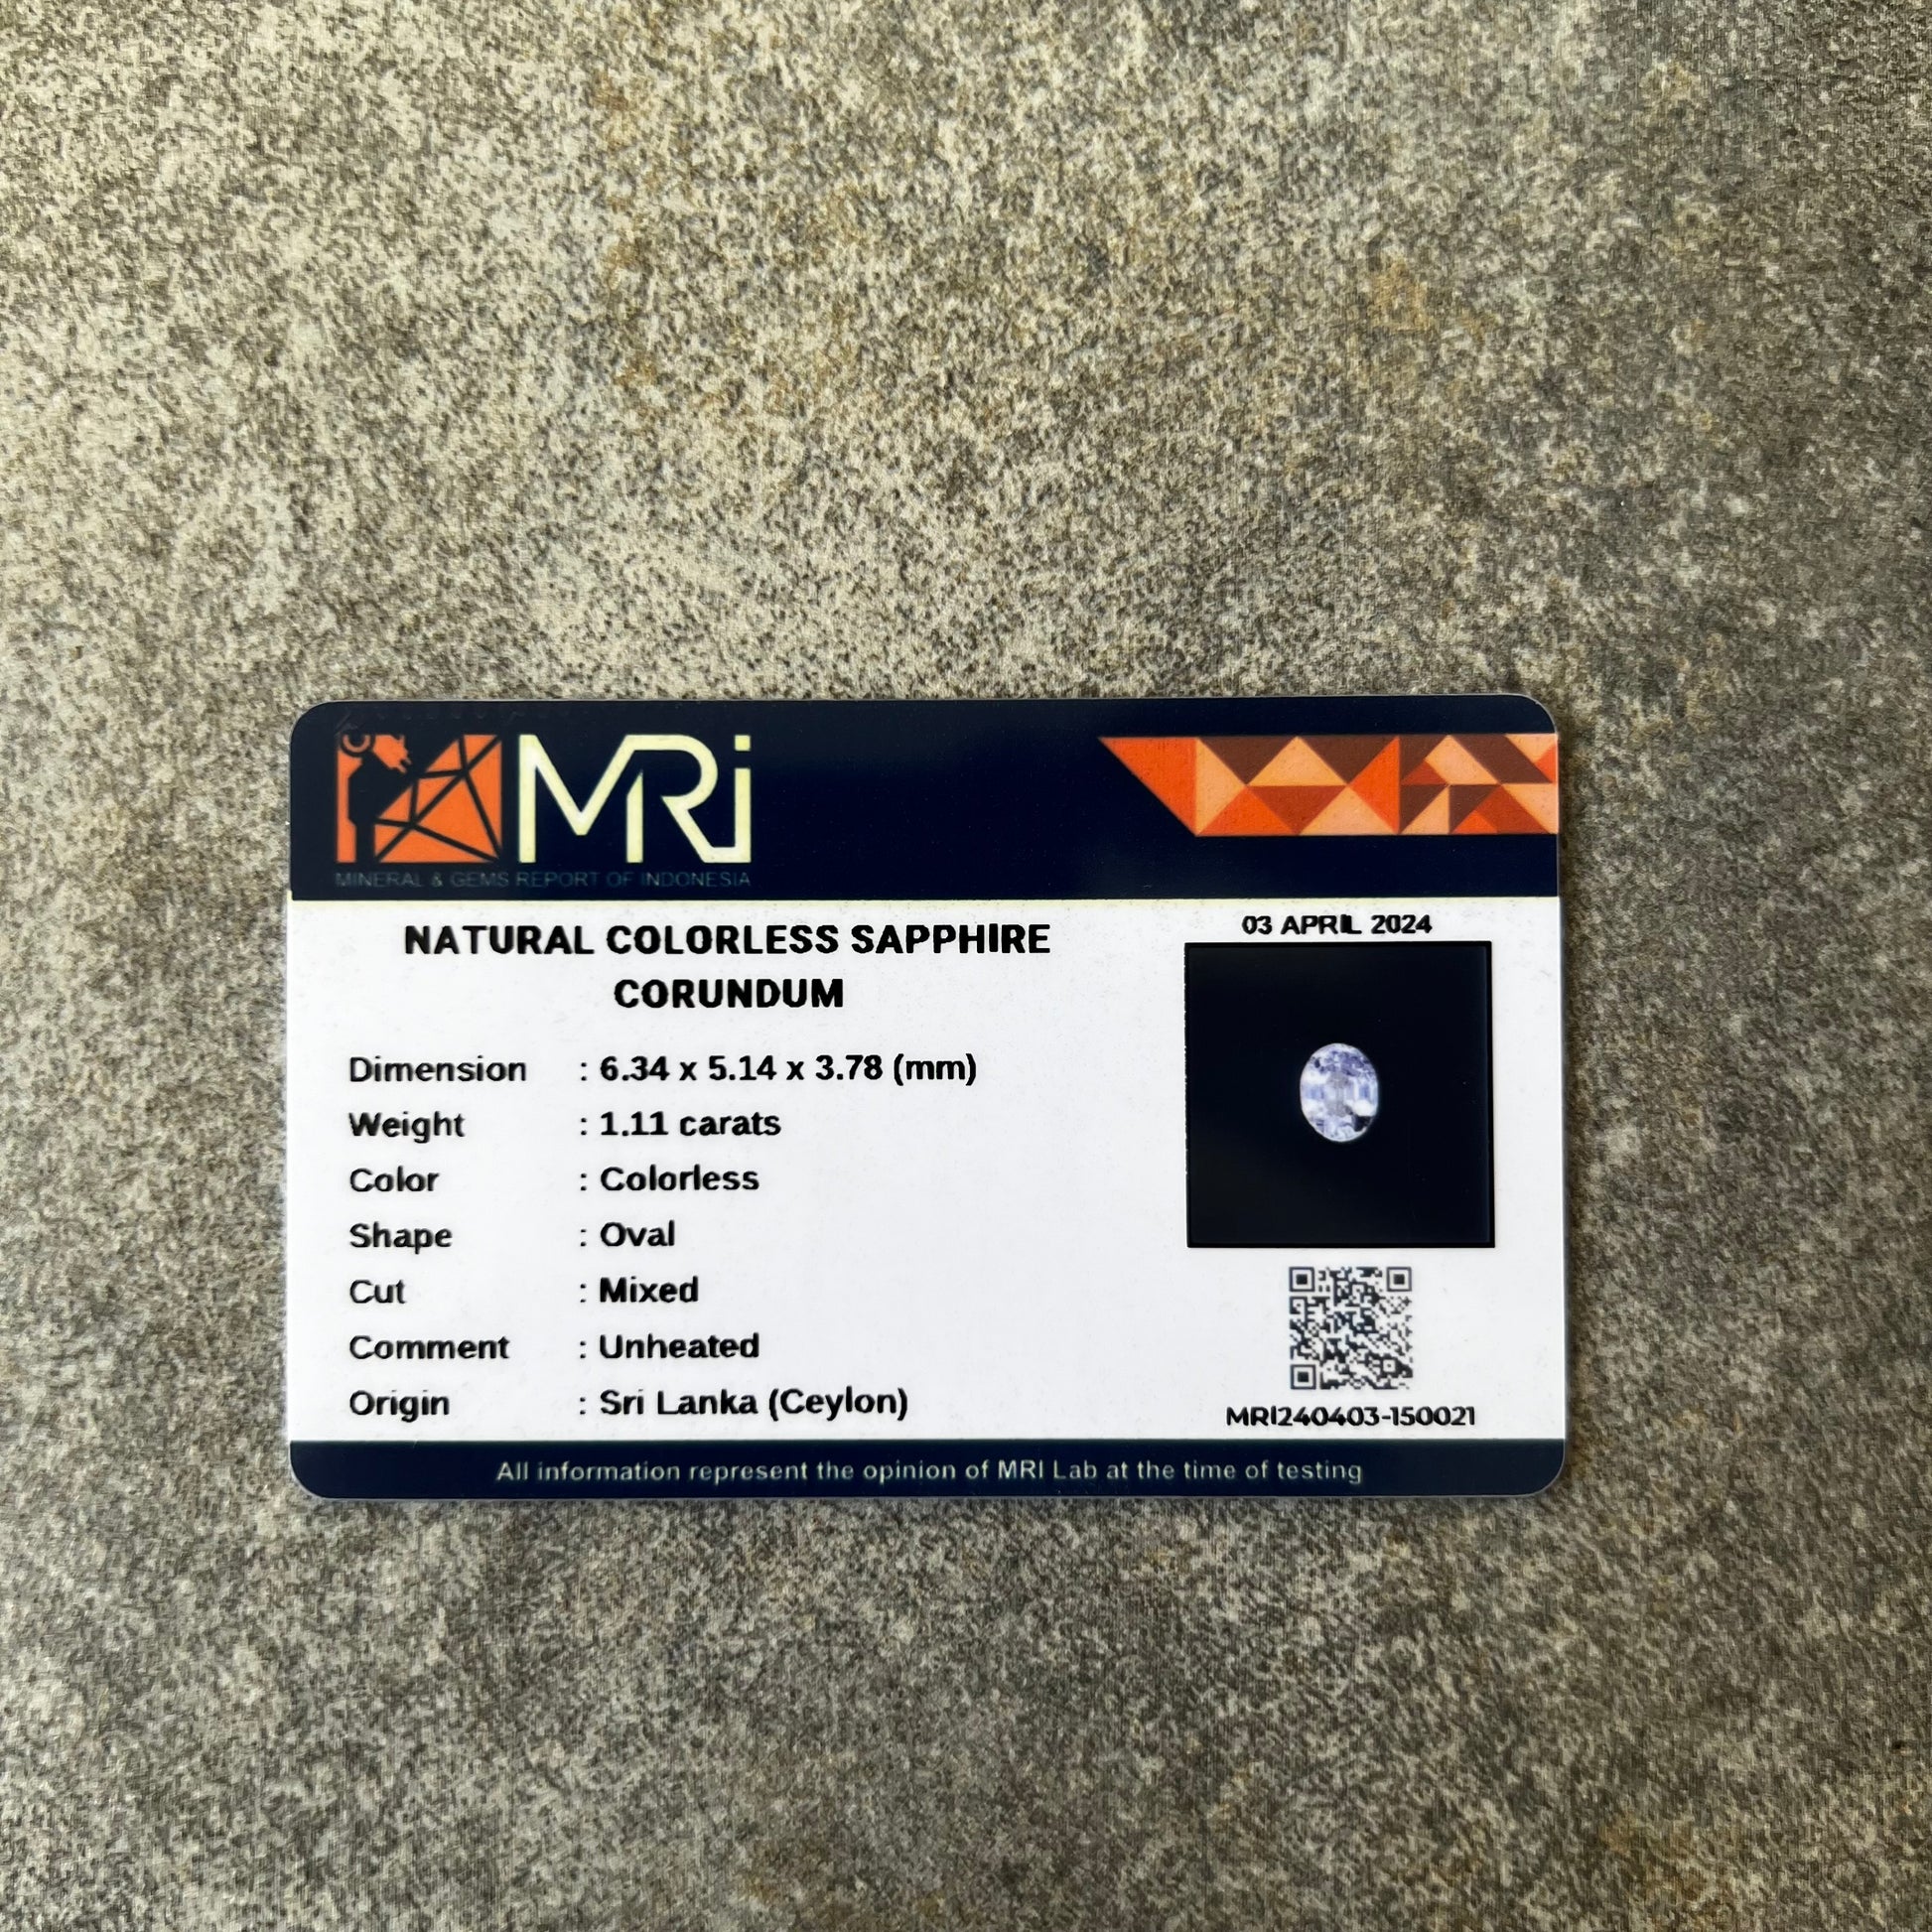 MRi
MINERAL & GEMS REPORT OF INDONESIA
NATURAL COLORLESS SAPPHIRE
CORUNDUM
Dimension : 6.34 x 5.14 x 3.78 (mm)
Weight : 1.11 carats
Color : Colorless
Shape : Oval
Cut : Mixed
Comment : Unheated
Origin : Sri Lanka (Ceylon)
03 APRIL 2024
MRI240403-150021
All information represent the opinion of MRI Lab at the time of testing